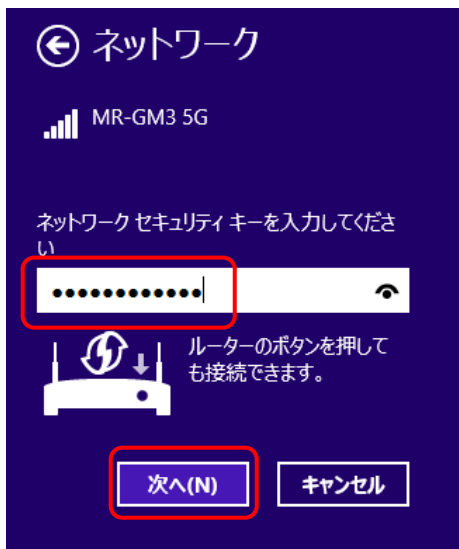 ネットワーク
MR-GM3 5G
ネットワーク セキュリティ キーを入力してくださ
い
●●●●●●●●●●●●
ルーターのボタンを押して
も接続できます。
次へ(N) キャンセル